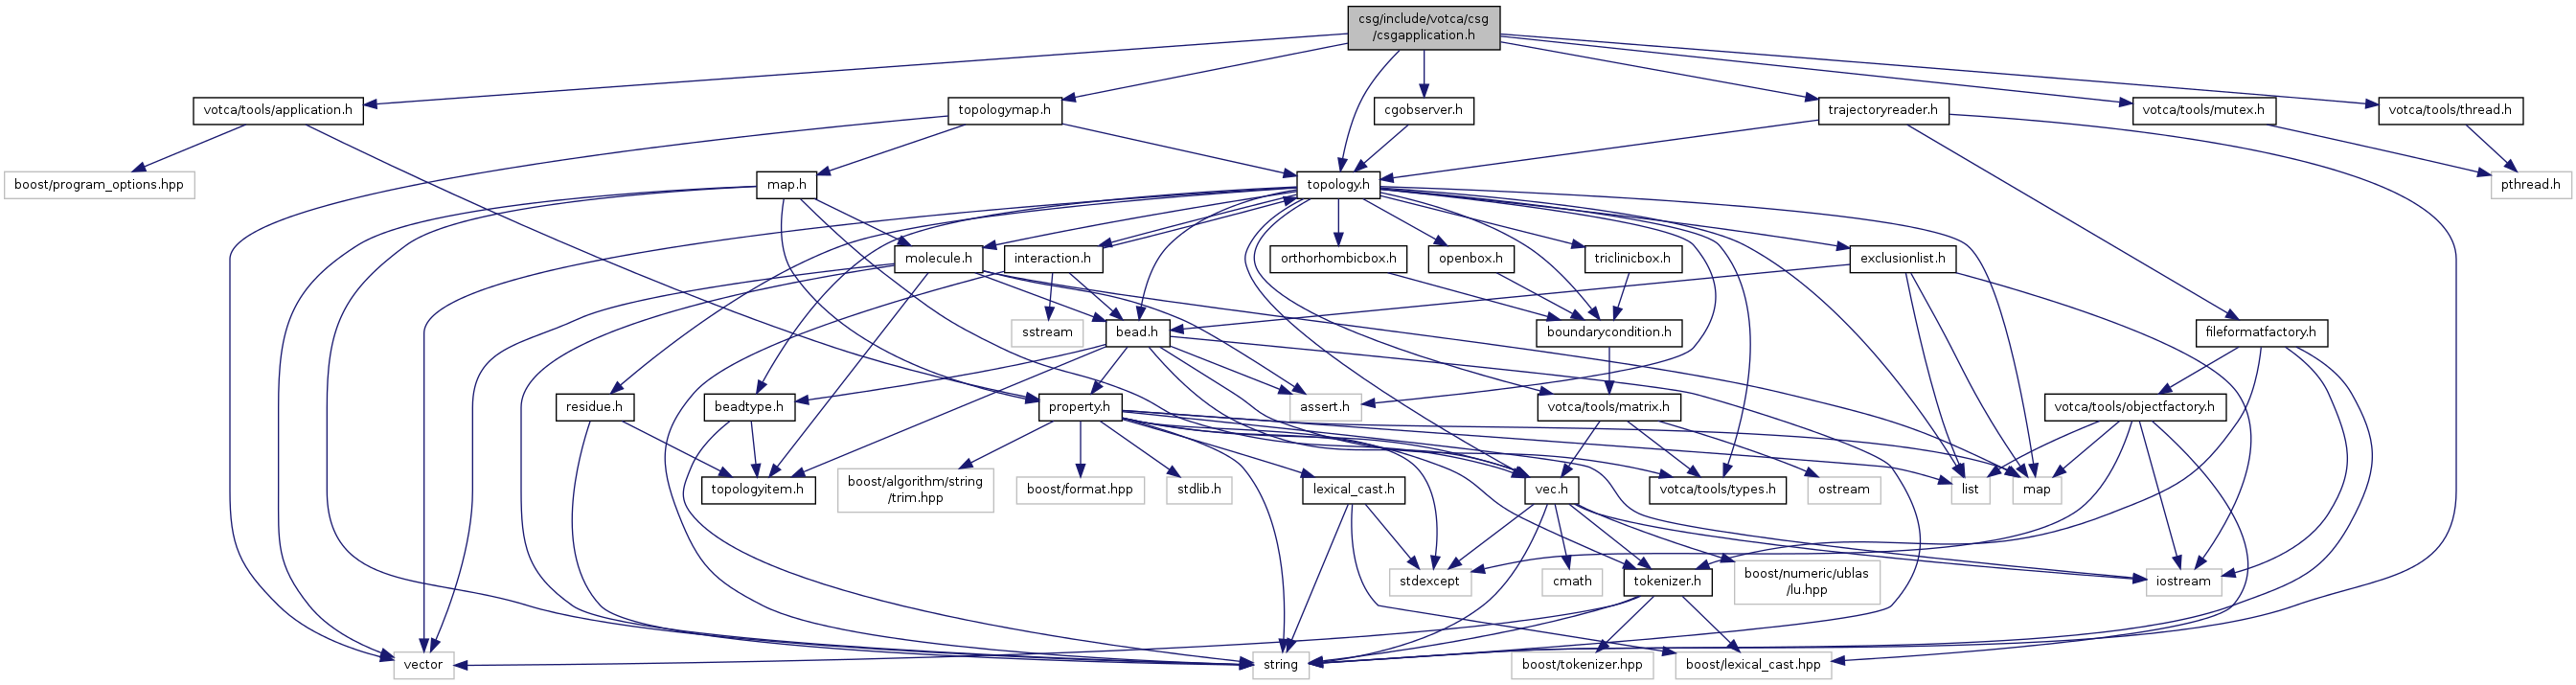 csg/include/votca/csg
/csgapplication.h
votca/tools/application.h
topologymap.h
cgobserver.h
trajectoryreader.h
votca/tools/mutex.h
votca/tools/thread.h
boost/program_options.hpp
map.h
topology.h
pthread.h
molecule.h
interaction.h
orthorhombicbox.h
openbox.h
triclinicbox.h
exclusionlist.h
sstream
bead.h
boundarycondition.h
fileformatfactory.h
residue.h
beadtype.h
property.h
assert.h
votca/tools/matrix.h
votca/tools/objectfactory.h
topologyitem.h
boost/algorithm/string
/trim.hpp
boost/format.hpp
stdlib.h
lexical_cast.h
vec.h
votca/tools/types.h
ostream
list
map
stdexcept
cmath
tokenizer.h
boost/numeric/ublas
/lu.hpp
iostream
vector
string
boost/tokenizer.hpp
boost/lexical_cast.hpp